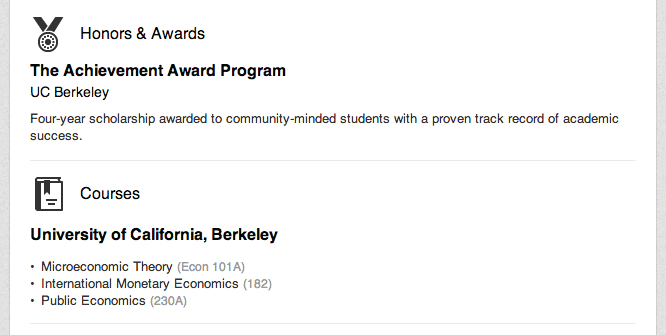 Honors & Awards
The Achievement Award Program
UC Berkeley
Four-year scholarship awarded to community-minded students with a proven track record of academic
success.
Courses
University of California, Berkeley
• Microeconomic Theory (Econ 101A)
• International Monetary Economics (182)
• Public Economics (230A)